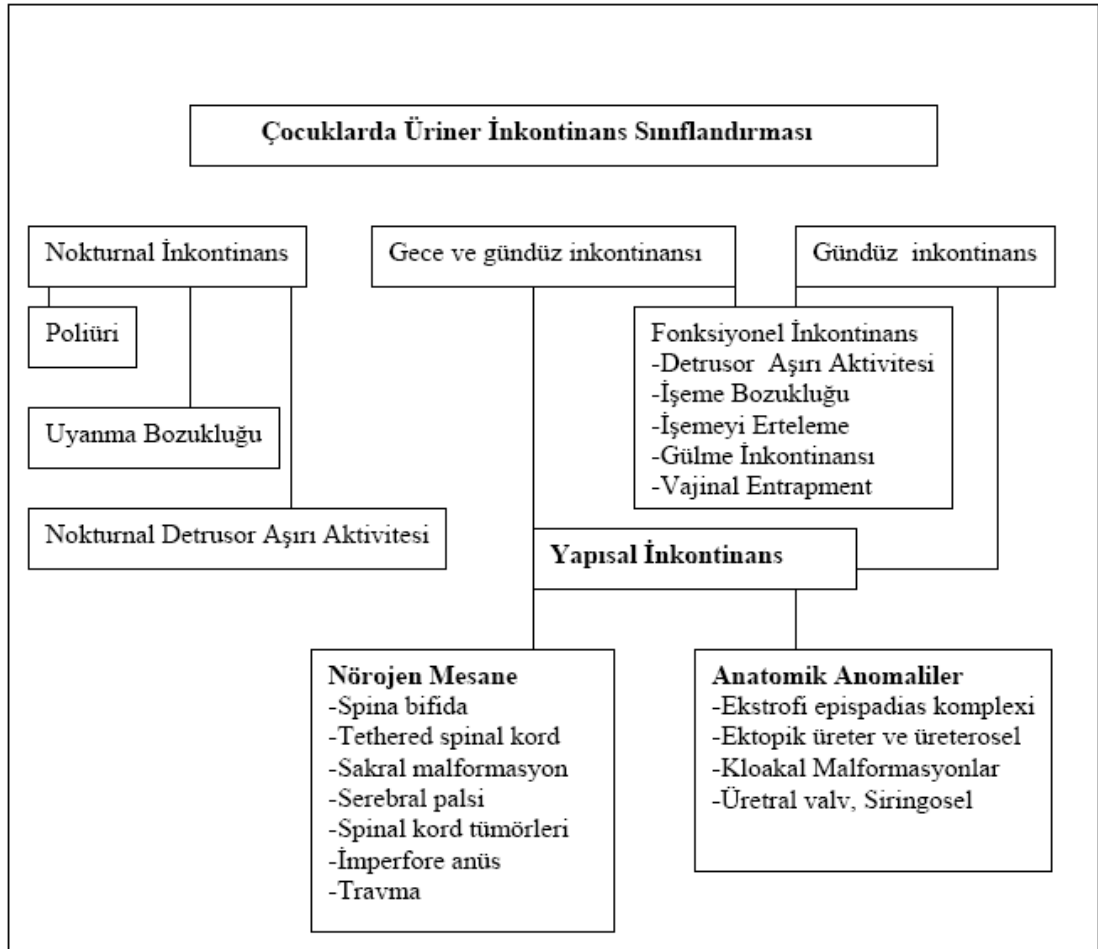 Çocuklarda Üriner İnkontinans Sınıflandırması
Nokturnal İnkontinans
Gece ve gündüz inkontinansı
Gündüz inkontinans
Poliüri
Uyanma Bozukluğu
Nokturnal Detrusor Aşırı Aktivitesi
Fonksiyonel İnkontinans
-Detrusor Aşırı Aktivitesi
-İşeme Bozukluğu
-İşemeyi Erteleme
-Gülme İnkontinansı
-Vajinal Entrapment
Yapısal İnkontinans
Nörojen Mesane
-Spina bifida
-Tethered spinal kord
-Sakral malformasyon
-Serebral palsi
-Spinal kord tümörleri
-İmperfore anüs
-Travma
Anatomik Anomaliler
-Ekstrofi epispadias komplexi
-Ektopik üreter ve üreterosel
-Kloakal Malformasyonlar
-Üretral valv, Siringosel